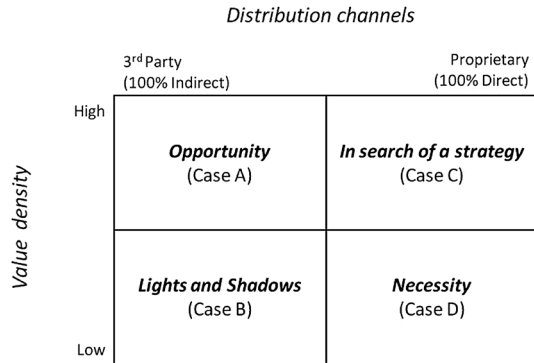 Distribution channels
3rd Party
(100% Indirect)
Proprietary
(100% Direct)
High
Value density
Low
Opportunity
(Case A)
In search of a strategy
(Case C)
Lights and Shadows
(Case B)
Necessity
(Case D)